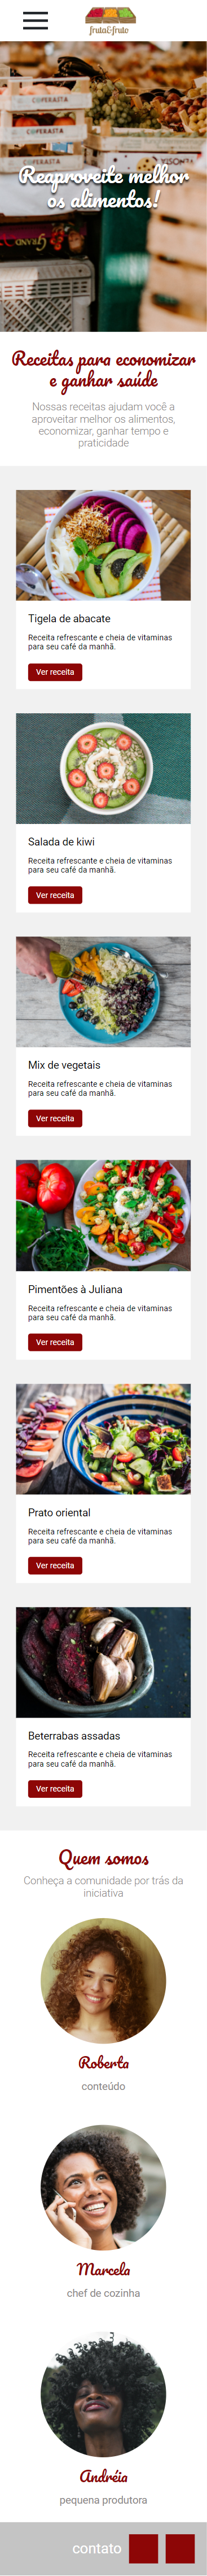 fruta&fruto
COPERASTA
COPERASTA
Reaproveite melhor
os alimentos!
Receitas para economizar
e ganhar saúde
Nossas receitas ajudam você a
aproveitar melhor os alimentos,
economizar, ganhar tempo e
praticidade
Tigela de abacate
Receita refrescante e cheia de vitaminas
para seu café da manhã.
Ver receita
Salada de kiwi
Receita refrescante e cheia de vitaminas
para seu café da manhã.
Ver receita
Mix de vegetais
Receita refrescante e cheia de vitaminas
para seu café da manhã.
Ver receita
Pimentões à Juliana
Receita refrescante e cheia de vitaminas
para seu café da manhã.
Ver receita
Prato oriental
Receita refrescante e cheia de vitaminas
para seu café da manhã.
Ver receita
Beterrabas assadas
Receita refrescante e cheia de vitaminas
para seu café da manhã.
Ver receita
Quem somos
Conheça a comunidade por trás da
iniciativa
Roberta
conteúdo
Marcela
chef de cozinha
Andréia
pequena produtora
contato